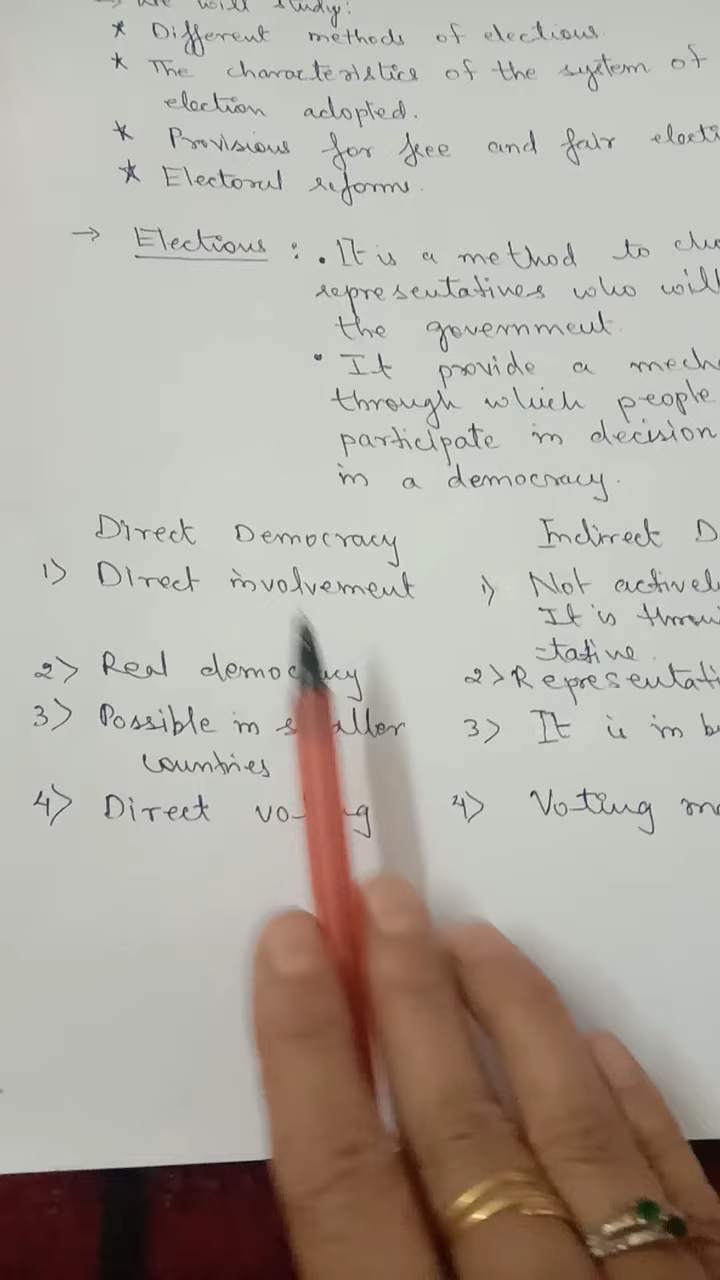 we will study:
* Different methods of elections
* The characteristics of the system of
election adopted.
* Provisions for free and fair
* Electoral reforms.
→ Elections : . It is a method to
representatives who will
the government.
• It provide a
through which people
participate in decision
in a democracy.
Direct Democracy Indirect
1) Direct involvement 1) Not
It is
-tative.
2) Real 2)
3) Possible in 3) It is in
countries
4) Direct 4) Voting